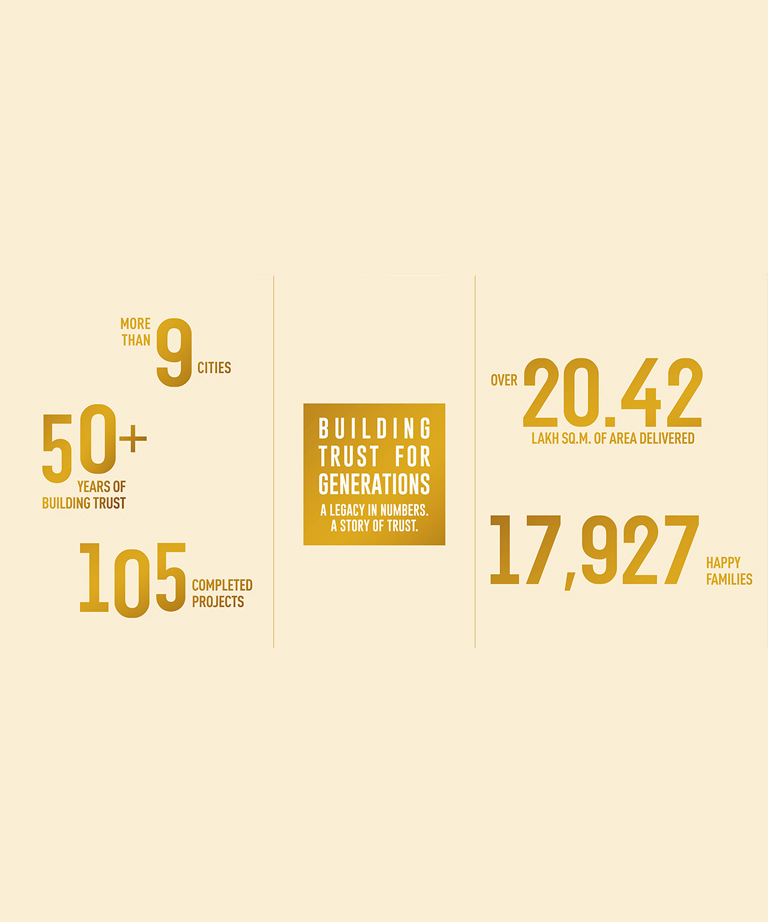 MORE
THAN 9 CITIES
50+
YEARS OF
BUILDING TRUST
105 COMPLETED
PROJECTS
BUILDING
TRUST FOR
GENERATIONS
A LEGACY IN NUMBERS.
A STORY OF TRUST.
OVER 20.42
LAKH SQ.M. OF AREA DELIVERED
17,927 HAPPY
FAMILIES